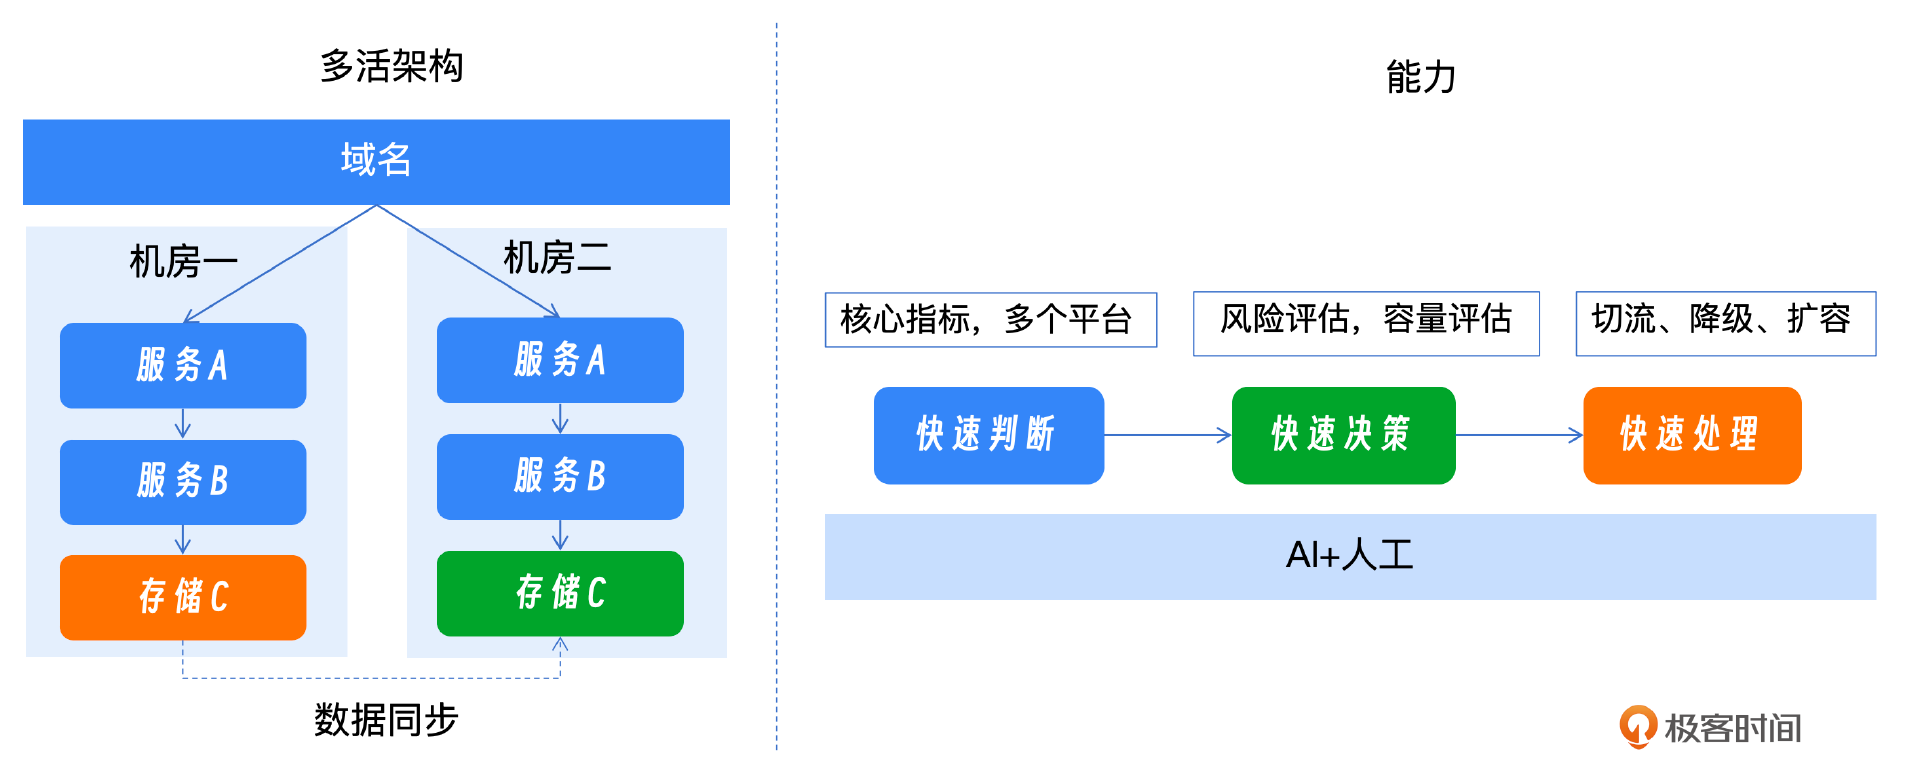 多活架构
域名
机房一
机房二
服务A
服务A
服务B
服务B
存储C
存储C
数据同步
能力
核心指标，多个平台
风险评估，容量评估
切流、降级、扩容
快速判断
快速决策
快速处理
AI+人工
极客时间